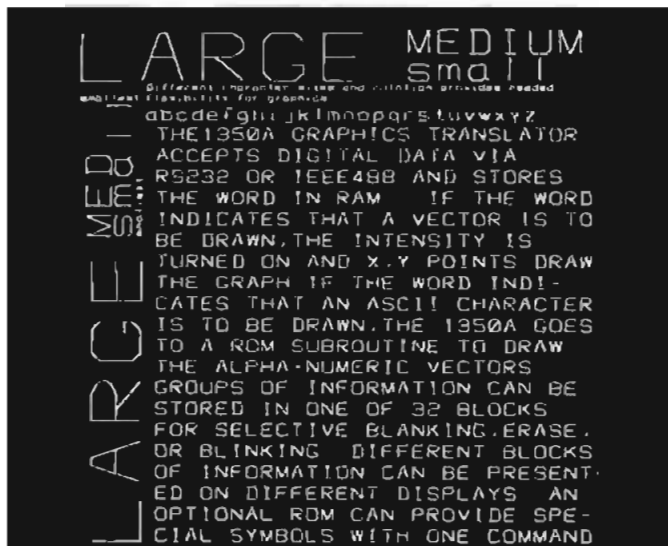 LARGE MEDIUM
small
Different character sizes and rotation provides needed
smallest flexibility for graphics
abcdefghijklmnopqrstuvwxyz
THE 1350A GRAPHICS TRANSLATOR
ACCEPTS DIGITAL DATA VIA
RS232 OR IEEE488 AND STORES
THE WORD IN RAM IF THE WORD
INDICATES THAT A VECTOR IS TO
BE DRAWN,THE INTENSITY IS
TURNED ON AND X,Y POINTS DRAW
THE GRAPH IF THE WORD INDI-
CATES THAT AN ASCII CHARACTER
IS TO BE DRAWN,THE 1350A GOES
TO A ROM SUBROUTINE TO DRAW
THE ALPHA-NUMERIC VECTORS
GROUPS OF INFORMATION CAN BE
STORED IN ONE OF 32 BLOCKS
FOR SELECTIVE BLANKING,ERASE,
OR BLINKING DIFFERENT BLOCKS
OF INFORMATION CAN BE PRESENT-
ED ON DIFFERENT DISPLAYS AN
OPTIONAL ROM CAN PROVIDE SPE-
CIAL SYMBOLS WITH ONE COMMAND
LARGE MED
small
smallest